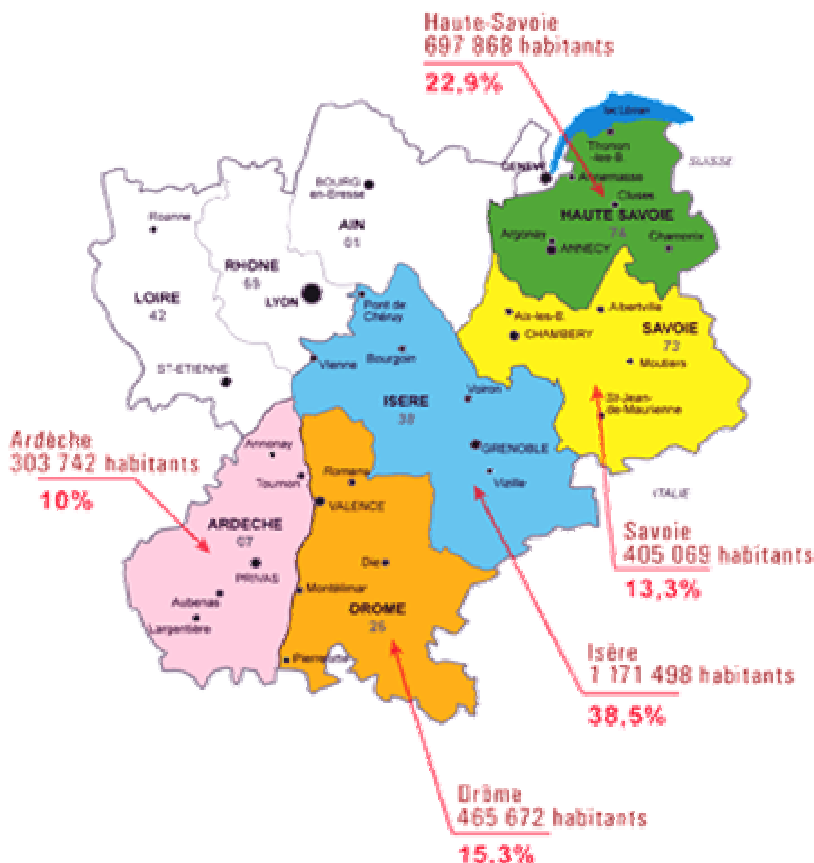 Haute-Savoie
697 868 habitants
22,9%
lac Léman
Thonon
-les-B.
SUISSE
GENEVE
Annemasse
Cluses
BOURG
en-Bresse
HAUTE SAVOIE
74
Roanne
AIN
01
Argonay
ANNECY
Chamonix
RHONE
69
LOIRE
42
LYON
Pont de
Chéruy
Aix-les-B.
Albertville
CHAMBERY
SAVOIE
73
Bourgoin
Vienne
Moutiers
ST-ETIENNE
Voiron
ISERE
38
St-Jean-
de-Maurienne
Ardèche
303 742 habitants
10%
Annonay
GRENOBLE
Tournon
Romans
Vizille
ITALIE
VALENCE
ARDECHE
07
Savoie
405 069 habitants
13,3%
PRIVAS
Die
Aubenas
Montélimar
DROME
26
Largentière
Pierrelatte
Isère
1 171 498 habitants
38,5%
Drôme
465 672 habitants
15.3%